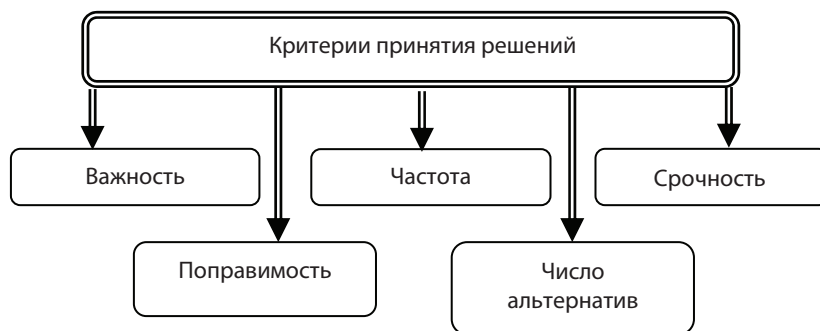 Критерии принятия решений
Важность
Частота
Срочность
Поправимость
Число
альтернатив